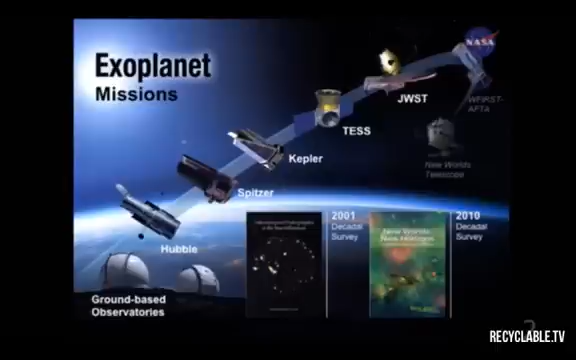 Exoplanet
Missions
NASA
JWST
WFIRST-
AFTA
TESS
New Worlds
Telescope
Kepler
Spitzer
Hubble
Ground-based
Observatories
2001
Decadal
Survey
New Worlds,
New Horizons
2010
Decadal
Survey
RECYCLABLE.TV